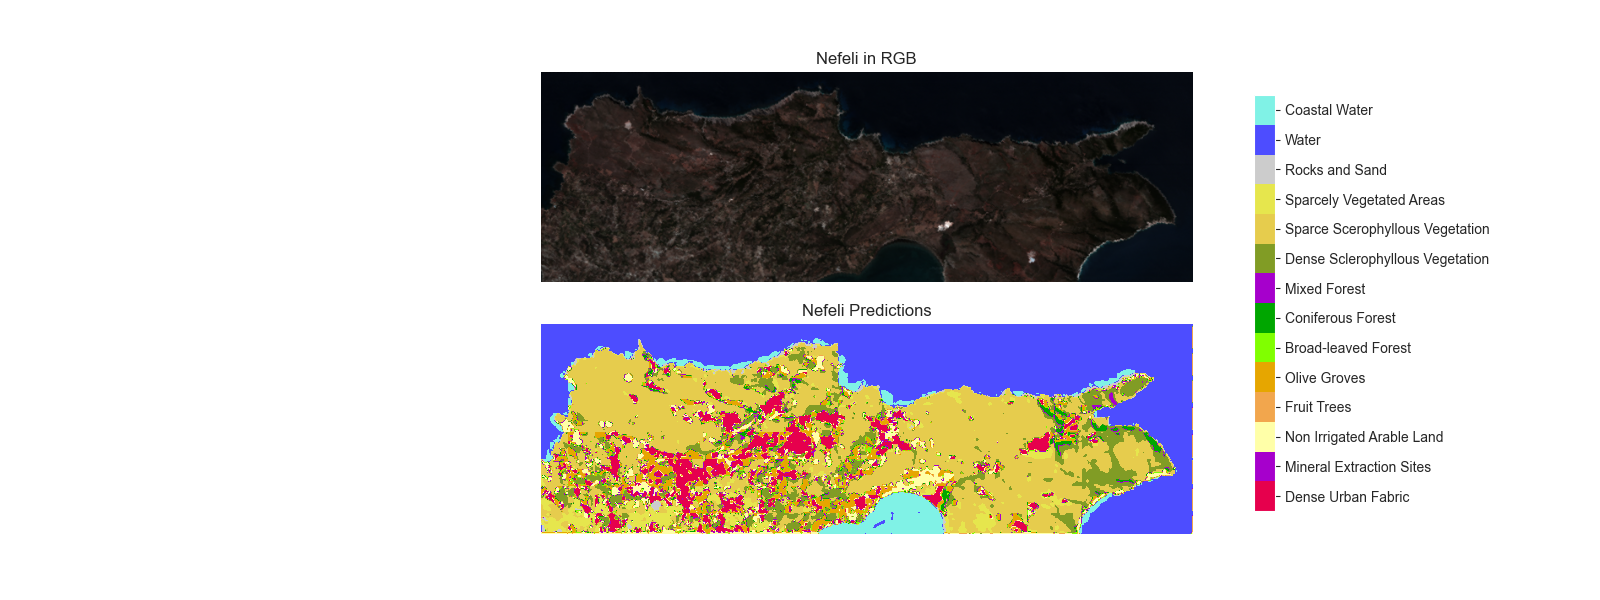 Nefeli in RGB
Nefeli Predictions
Coastal Water
Water
Rocks and Sand
Sparcely Vegetated Areas
Sparce Scerophyllous Vegetation
Dense Sclerophyllous Vegetation
Mixed Forest
Coniferous Forest
Broad-leaved Forest
Olive Groves
Fruit Trees
Non Irrigated Arable Land
Mineral Extraction Sites
Dense Urban Fabric